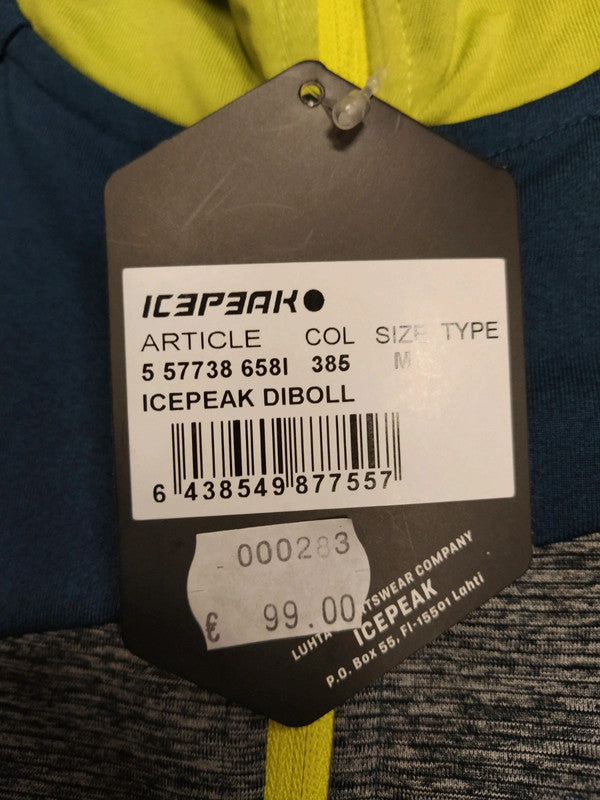 ICEPEAK
ARTICLE COL SIZE TYPE
5 57738 658I 385 M
ICEPEAK DIBOLL
6 438549 877557
000283
€ 99.00
LUHTA SPORTSWEAR COMPANY
ICEPEAK
P.O. Box 55, FI-15501 Lahti